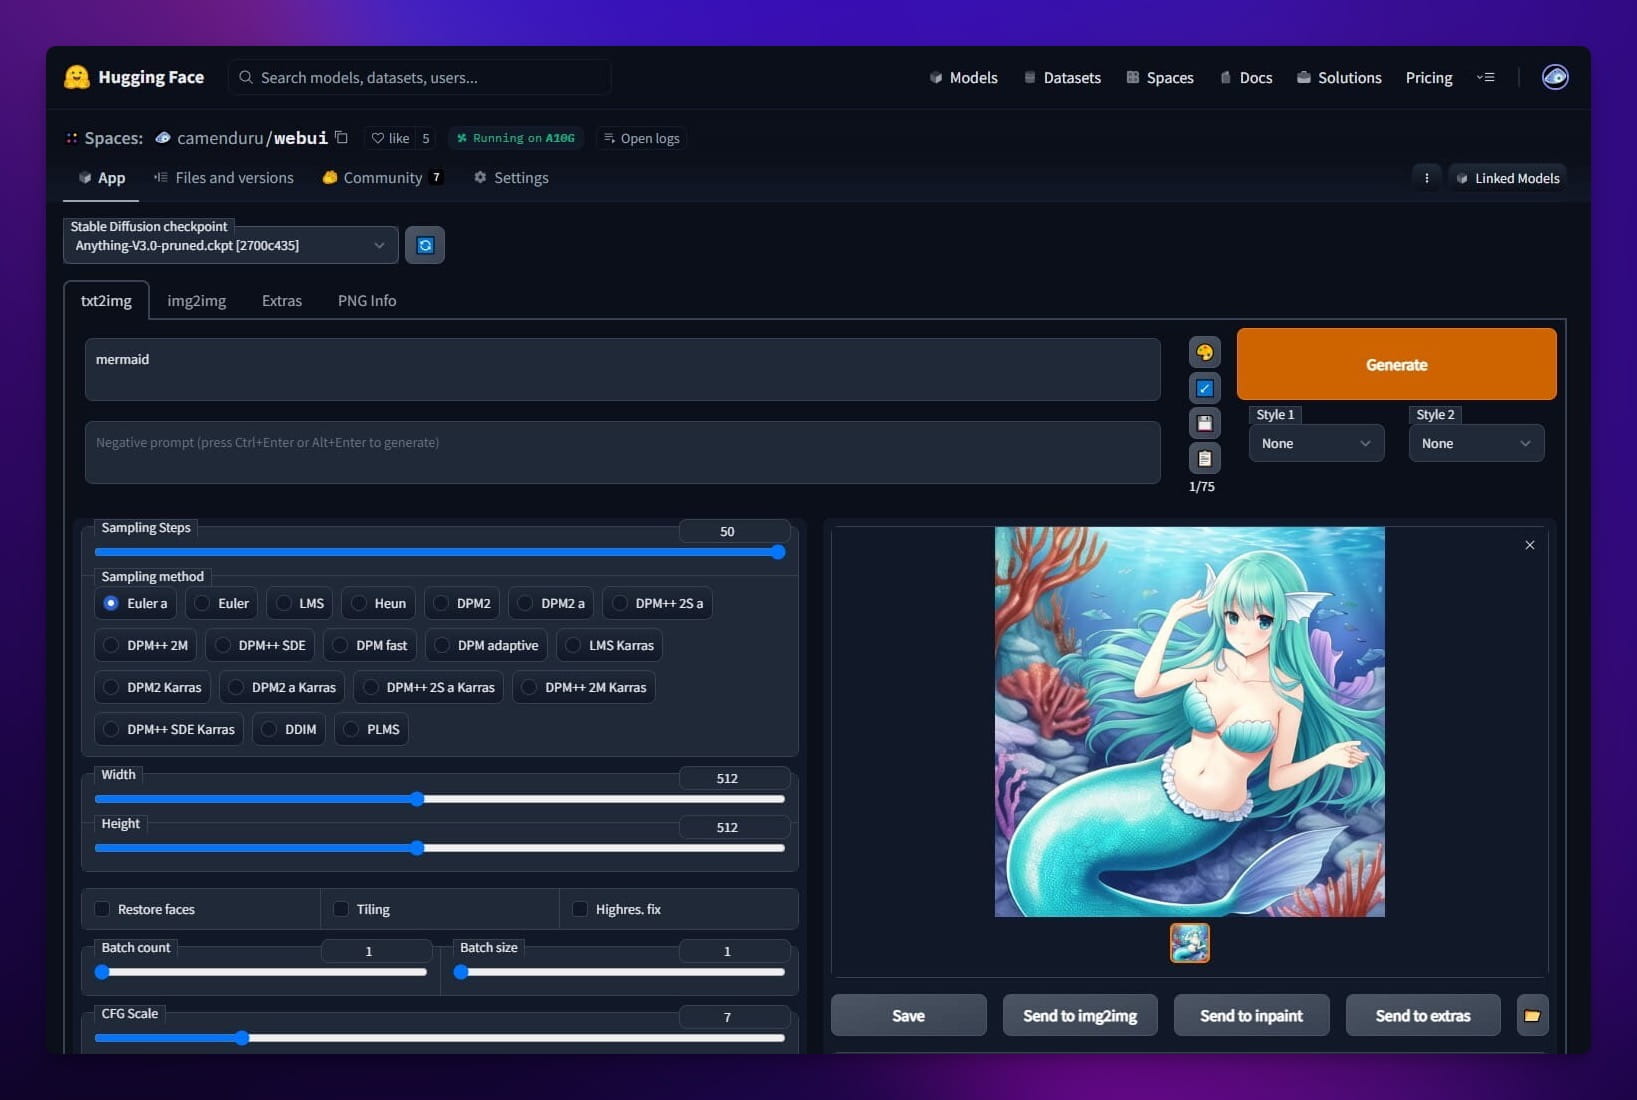 Hugging Face
Search models, datasets, users...
Models
Datasets
Spaces
Docs
Solutions
Pricing
Spaces:
camenduru/webui
like 5
Running on A10G
Open logs
App
Files and versions
Community 7
Settings
Linked Models
Stable Diffusion checkpoint
Anything-V3.0-pruned.ckpt [2700c435]
txt2img
img2img
Extras
PNG Info
mermaid
Negative prompt (press Ctrl+Enter or Alt+Enter to generate)
1/75
Generate
Style 1
Style 2
None
None
Sampling Steps
50
Sampling method
Euler a
Euler
LMS
Heun
DPM2
DPM2 a
DPM++ 2S a
DPM++ 2M
DPM++ SDE
DPM fast
DPM adaptive
LMS Karras
DPM2 Karras
DPM2 a Karras
DPM++ 2S a Karras
DPM++ 2M Karras
DPM++ SDE Karras
DDIM
PLMS
Width
512
Height
512
Restore faces
Tiling
Highres. fix
Batch count
1
Batch size
1
CFG Scale
7
Save
Send to img2img
Send to inpaint
Send to extras